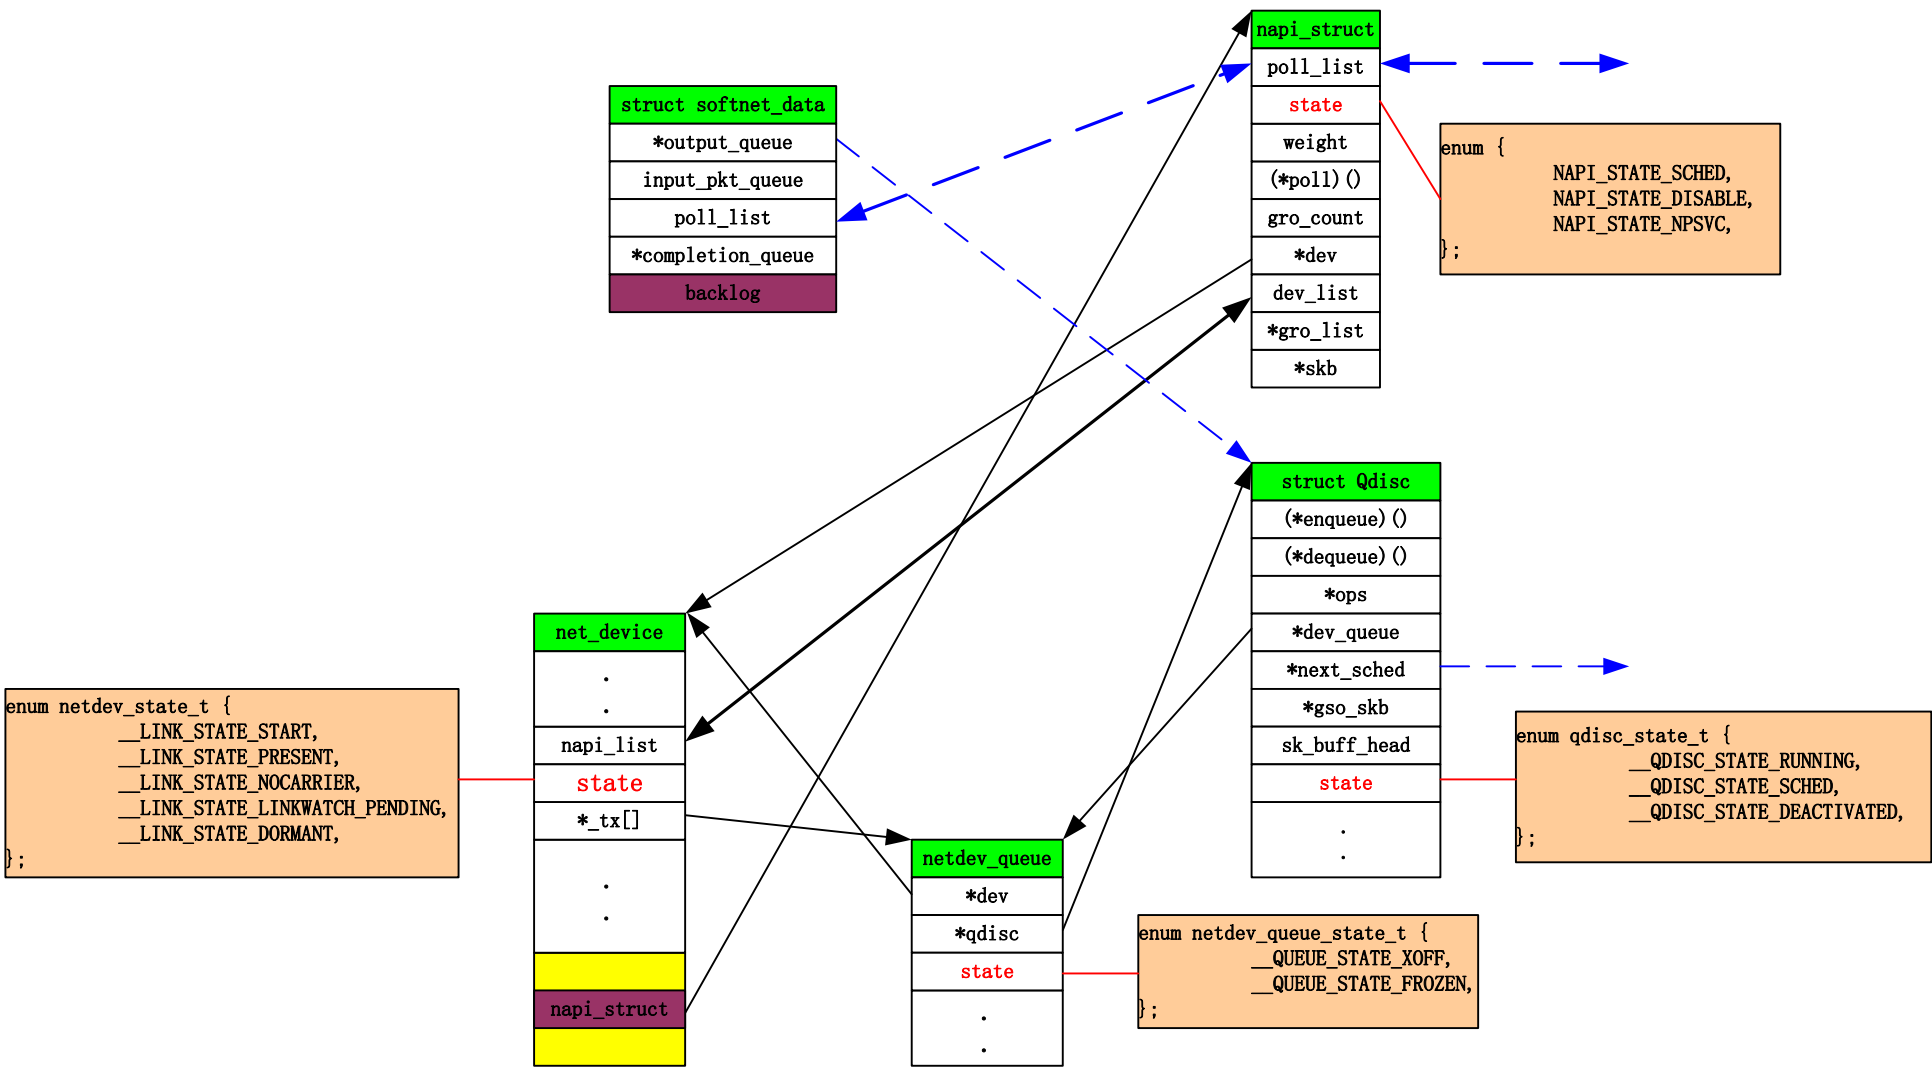 napi_struct
poll_list
state
weight
(*poll)()
gro_count
*dev
dev_list
*gro_list
*skb
struct softnet_data
*output_queue
input_pkt_queue
poll_list
*completion_queue
backlog
enum {
NAPI_STATE_SCHED,
NAPI_STATE_DISABLE,
NAPI_STATE_NPSVC,
};
struct Qdisc
(*enqueue)()
(*dequeue)()
*ops
*dev_queue
*next_sched
*gso_skb
sk_buff_head
state
.
.
net_device
.
.
napi_list
state
*_tx[]
.
.
napi_struct
enum netdev_state_t {
__LINK_STATE_START,
__LINK_STATE_PRESENT,
__LINK_STATE_NOCARRIER,
__LINK_STATE_LINKWATCH_PENDING,
__LINK_STATE_DORMANT,
};
enum qdisc_state_t {
__QDISC_STATE_RUNNING,
__QDISC_STATE_SCHED,
__QDISC_STATE_DEACTIVATED,
};
netdev_queue
*dev
*qdisc
state
.
.
enum netdev_queue_state_t {
__QUEUE_STATE_XOFF,
__QUEUE_STATE_FROZEN,
};